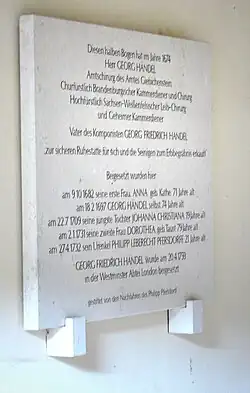 Diesen halben Bogen hat im Jahre 1674
Herr GEORG HÄNDEL
Amtschirurg des Amtes Giebichenstein,
Churfürstlich Brandenburgischer Kammerdiener und Chirurg
Hochfürstlich Sachsen-Weißenfelsischer Leib-Chirurg
und Geheimer Kammerdiener
Vater des Komponisten GEORG FRIEDRICH HÄNDEL
„zur sicheren Ruhestätte für sich und die Seinigen zum Erbbegräbnis erkauft“
Beigesetzt wurden hier:
am 9.10.1682 seine erste Frau, ANNA, geb. Kathe, 71 Jahre alt
am 18.2.1697 GEORG HÄNDEL selbst 74 Jahre alt
am 22.7.1709 seine jüngste Tochter JOHANNA CHRISTIANA 19 Jahre alt
am 2.1.1731 seine zweite Frau DOROTHEA, geb. Taust 79 Jahre alt
am 27.4.1732 sein Urenkel PHILIPP LEBERECHT PFERSDORFF, 21 Jahre alt
GEORG FRIEDRICH HÄNDEL wurde am 20.4.1759
in der Westminster Abtei London beigesetzt
gestiftet von den Nachfahren des Philipp Pfersdorff